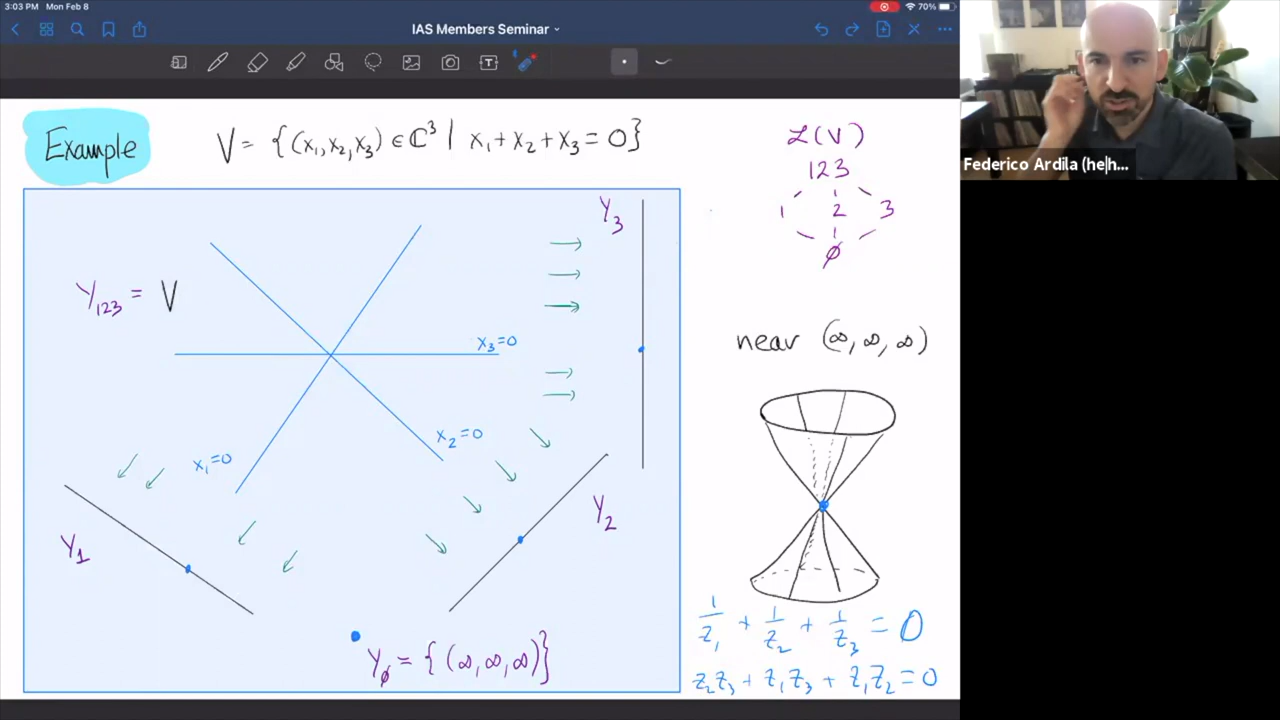 3:03 PM Mon Feb 8
70%
IAS Members Seminar
Example
V = {(x₁,x₂,x₃) ∈ ℂ³ | x₁+x₂+x₃=0}
ℒ(V)
123
1 2 3
∅
Y₃
Y₁₂₃ = V
x₃=0
x₂=0
x₁=0
Y₁
Y₂
Y∅ = {(∞,∞,∞)}
near (∞,∞,∞)
1/z₁ + 1/z₂ + 1/z₃ = 0
z₂z₃ + z₁z₃ + z₁z₂ = 0
Federico Ardila (he|h...